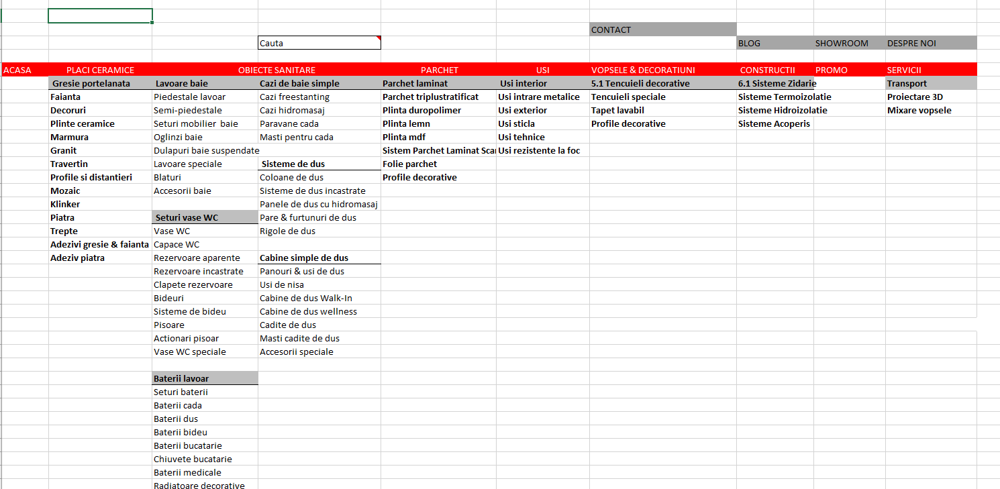 CONTACT
Cauta BLOG SHOWROOM DESPRE NOI
ACASA PLACI CERAMICE OBIECTE SANITARE PARCHET USI VOPSELE & DECORATIUNI CONSTRUCTII PROMO SERVICII
Gresie portelanata Lavoare baie Cazi de baie simple Parchet laminat Usi interior 5.1 Tencuieli decorative 6.1 Sisteme Zidarie Transport
Faianta Piedestale lavoar Cazi freestanting Parchet triplustratificat Usi intrare metalice Tencuieli speciale Sisteme Termoizolatie Proiectare 3D
Decoruri Semi-piedestale Cazi hidromasaj Plinta duropolimer Usi exterior Tapet lavabil Sisteme Hidroizolatie Mixare vopsele
Plinte ceramice Seturi mobilier baie Paravane cada Plinta lemn Usi sticla Profile decorative Sisteme Acoperis
Marmura Oglinzi baie Masti pentru cada Plinta mdf Usi tehnice
Granit Dulapuri baie suspendate Sistem Parchet Laminat Scar Usi rezistente la foc
Travertin Lavoare speciale Sisteme de dus Folie parchet
Profile si distantieri Blaturi Coloane de dus Profile decorative
Mozaic Accesorii baie Sisteme de dus incastrate
Klinker Panele de dus cu hidromasaj
Piatra Seturi vase WC Pare & furtunuri de dus
Trepte Vase WC Rigole de dus
Adezivi gresie & faianta Capace WC
Adeziv piatra Rezervoare aparente Cabine simple de dus
Rezervoare incastrate Panouri & usi de dus
Clapete rezervoare Usi de nisa
Bideuri Cabine de dus Walk-In
Sisteme de bideu Cabine de dus wellness
Pisoare Cadite de dus
Actionari pisoar Masti cadite de dus
Vase WC speciale Accesorii speciale
Baterii lavoar
Seturi baterii
Baterii cada
Baterii dus
Baterii bideu
Baterii bucatarie
Chiuvete bucatarie
Baterii medicale
Radiatoare decorative